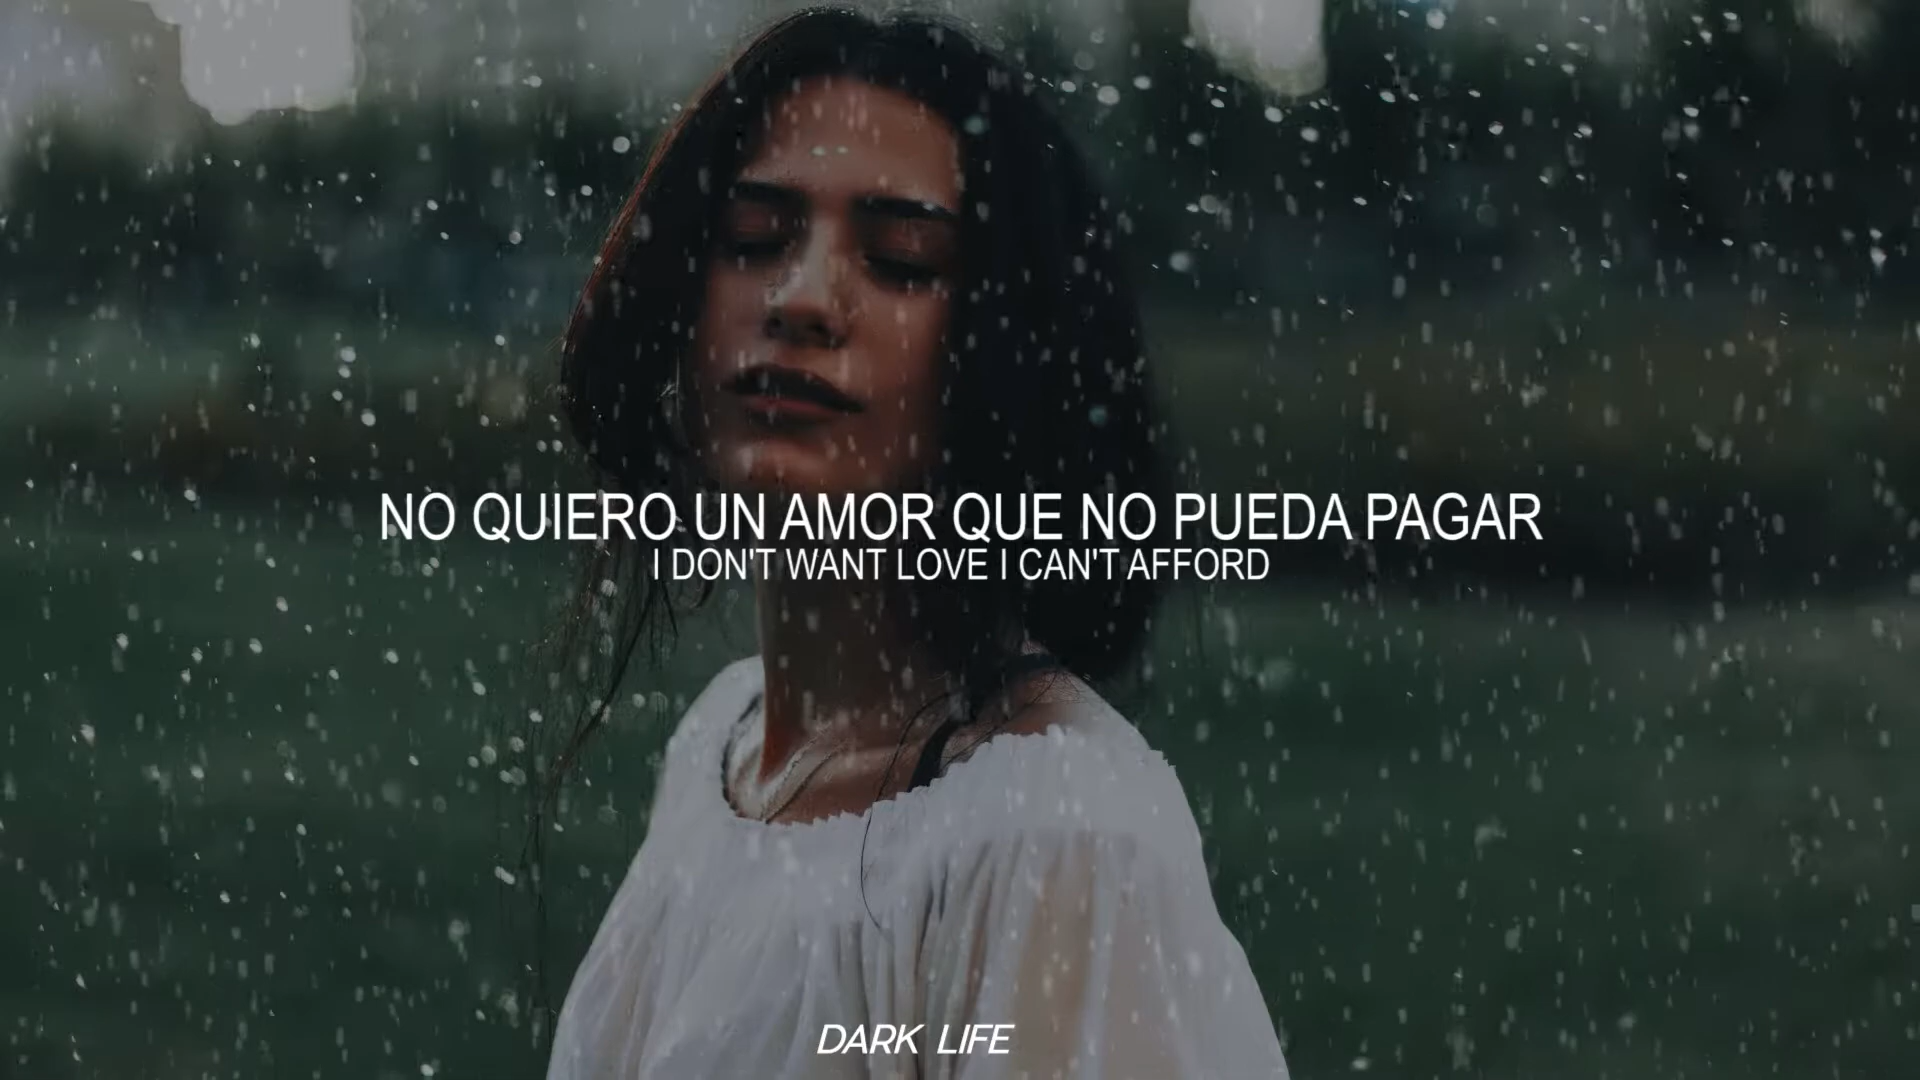 NO QUIERO UN AMOR QUE NO PUEDA PAGAR
I DON'T WANT LOVE I CAN'T AFFORD
DARK LIFE